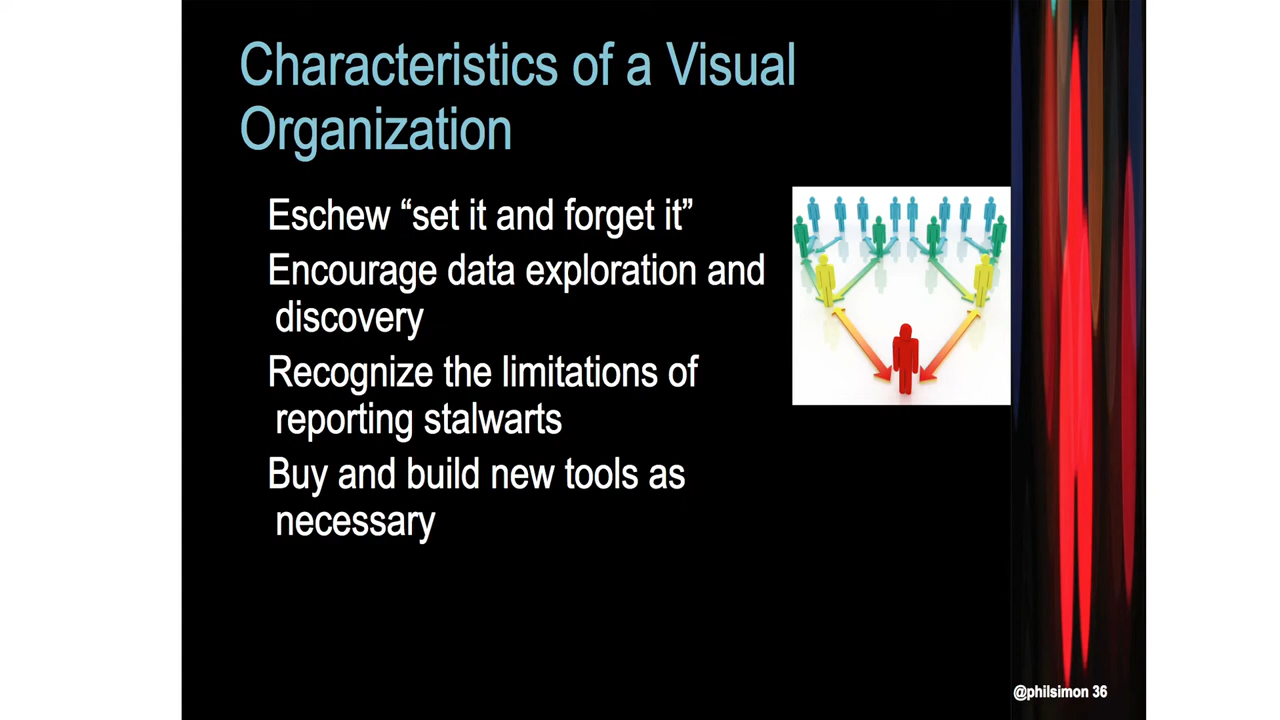 Characteristics of a Visual
Organization
Eschew “set it and forget it”
Encourage data exploration and
discovery
Recognize the limitations of
reporting stalwarts
Buy and build new tools as
necessary
@philsimon 36